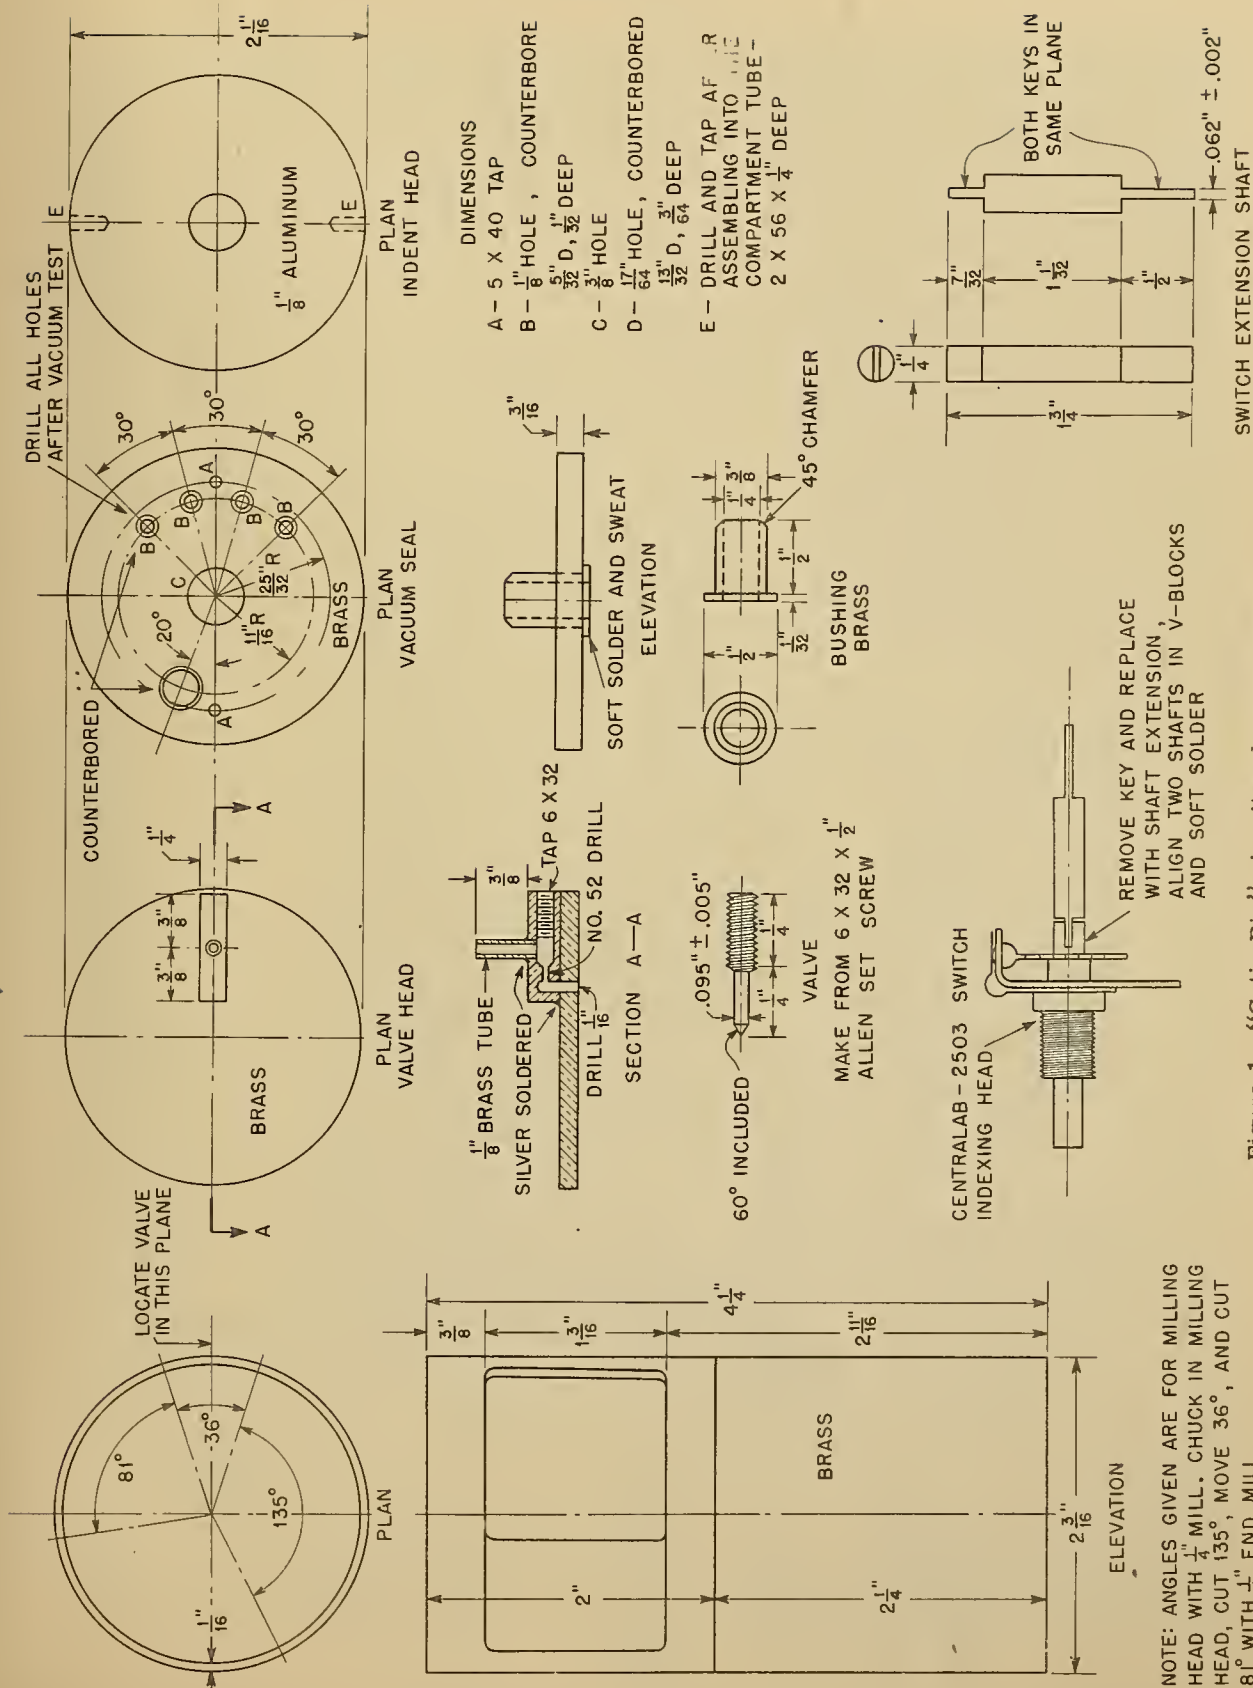 LOCATE VALVE
IN THIS PLANE
81°
36°
135°
1/16"
PLAN
3/8"
1 3/16"
2 11/16"
4 1/4"
2"
2 1/4"
BRASS
2 3/16"
ELEVATION
NOTE: ANGLES GIVEN ARE FOR MILLING
HEAD WITH 1/4" MILL. CHUCK IN MILLING
HEAD, CUT 135°, MOVE 36°, AND CUT
81° WITH 1/4" END MILL
A
A
3/8"
3/8"
1/4"
BRASS
PLAN
VALVE HEAD
1/8" BRASS TUBE
SILVER SOLDERED
DRILL 1/16"
3/8"
TAP 6 X 32
NO. 52 DRILL
SECTION A—A
60° INCLUDED
.095" ± .005"
1/4"
1/4"
VALVE
MAKE FROM 6 X 32 X 1/2"
ALLEN SET SCREW
CENTRALAB - 2503 SWITCH
INDEXING HEAD
REMOVE KEY AND REPLACE
WITH SHAFT EXTENSION,
ALIGN TWO SHAFTS IN V-BLOCKS
AND SOFT SOLDER
COUNTERBORED
DRILL ALL HOLES
AFTER VACUUM TEST
30°
30°
30°
20°
A
A
B
B
B
B
C
25/32" R
11/16" R
BRASS
PLAN
VACUUM SEAL
3/16"
SOFT SOLDER AND SWEAT
ELEVATION
1/2"
1/32"
1/2"
1/4"
3/8"
45° CHAMFER
BUSHING
BRASS
2 1/16"
E
E
1/8" ALUMINUM
PLAN
INDENT HEAD
DIMENSIONS
A - 5 X 40 TAP
B - 1/8" HOLE, COUNTERBORE
5/32" D, 1/32" DEEP
C - 3/8" HOLE
D - 17/64" HOLE, COUNTERBORED
13/32" D, 3/64" DEEP
E - DRILL AND TAP
ASSEMBLING INTO
COMPARTMENT TUBE -
2 X 56 X 1/4" DEEP
1/4"
1 3/4"
7/32"
1 1/32"
1/2"
BOTH KEYS IN
SAME PLANE
.062" ± .002"
SWITCH EXTENSION SHAFT